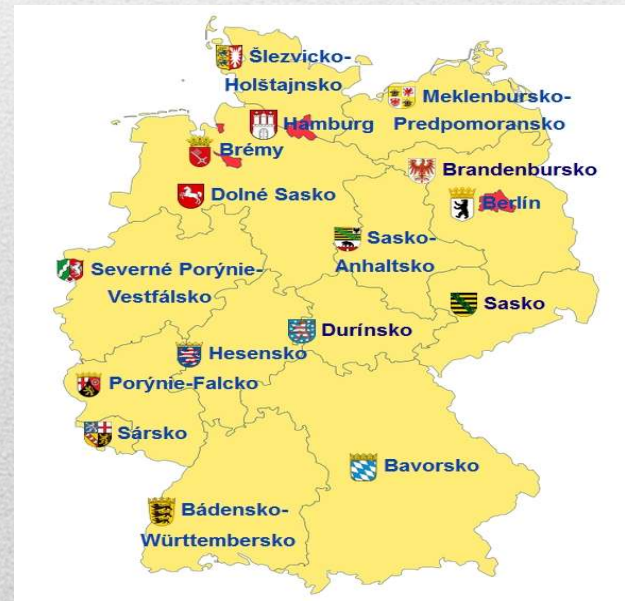 Šlezvicko-
Holštajnsko
Meklenbursko-
Predpomoransko
Hamburg
Brémy
Brandenbursko
Dolné Sasko
Berlín
Sasko-
Anhaltsko
Severné Porýnie-
Vestfálsko
Sasko
Durínsko
Hesensko
Porýnie-Falcko
Sársko
Bavorsko
Bádensko-
Württembersko